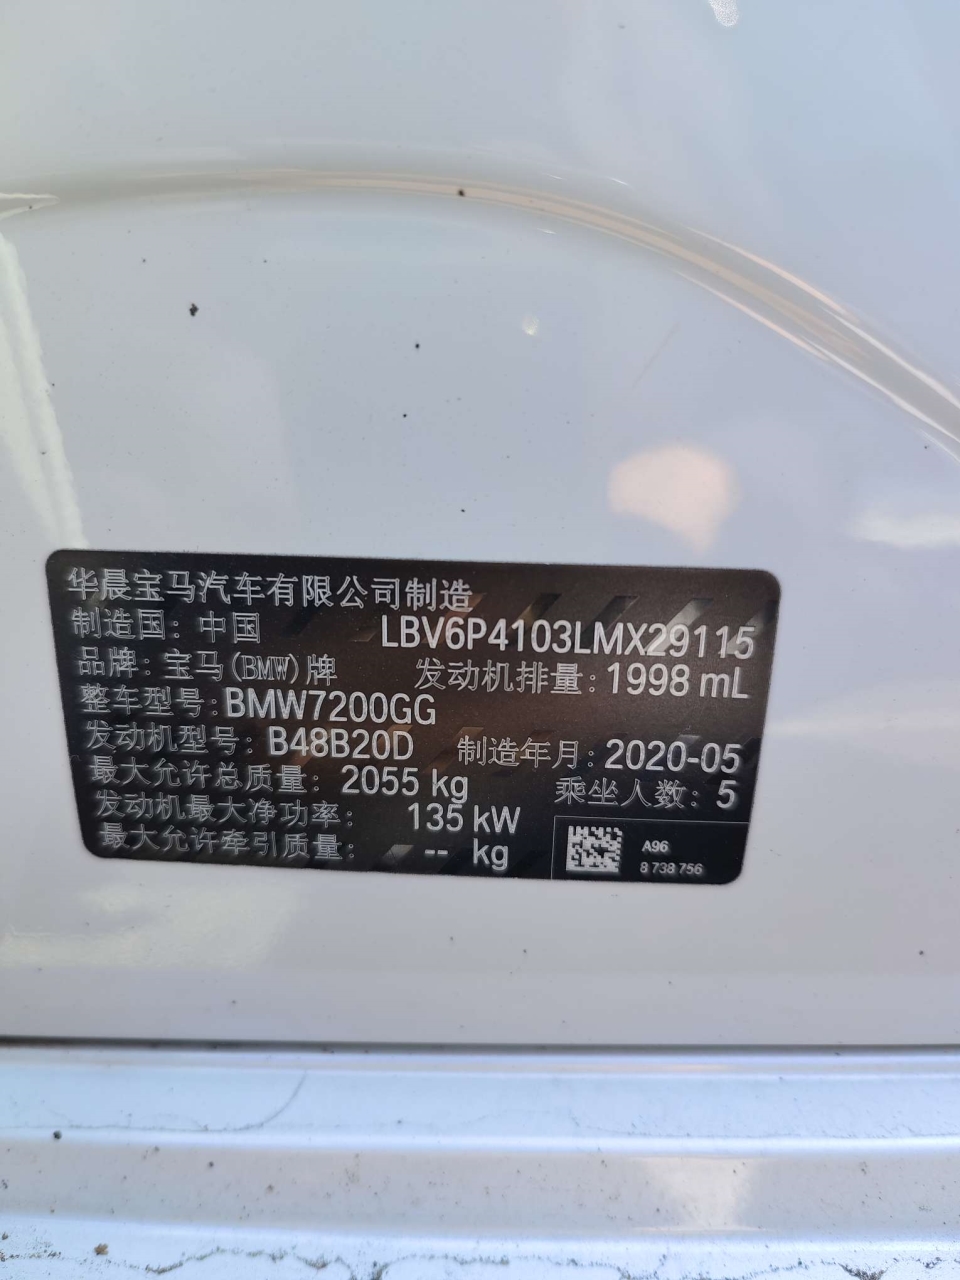 华晨宝马汽车有限公司制造
制造国：中国 LBV6P4103LMX29115
品牌：宝马(BMW)牌 发动机排量：1998 mL
整车型号：BMW7200GG
发动机型号：B48B20D 制造年月：2020-05
最大允许总质量：2055 kg 乘坐人数：5
发动机最大净功率：135 kW
最大允许牵引质量：-- kg
A96
8 738 756